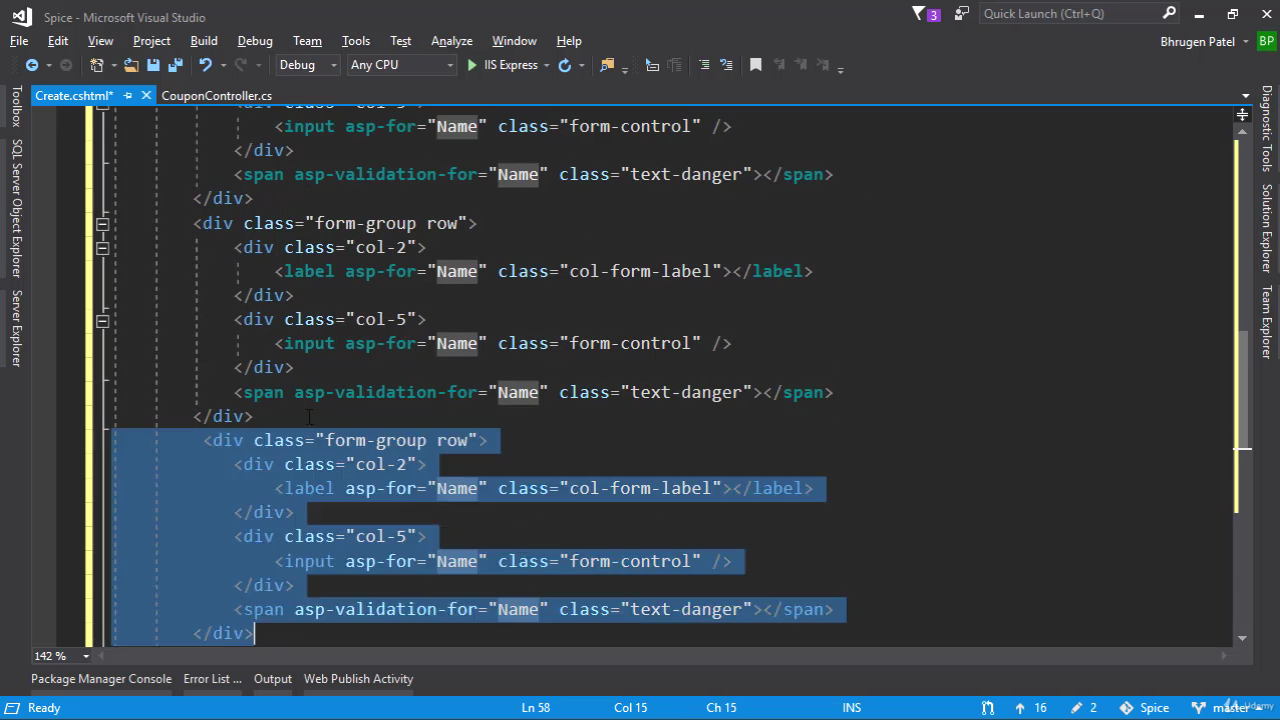 Spice - Microsoft Visual Studio
3
Quick Launch (Ctrl+Q)
File Edit View Project Build Debug Team Tools Test Analyze Window Help
Bhrugen Patel BP
Debug Any CPU IIS Express
Create.cshtml* CouponController.cs
Toolbox
SQL Server Object Explorer
Server Explorer
<div class="col-5">
<input asp-for="Name" class="form-control" />
</div>
<span asp-validation-for="Name" class="text-danger"></span>
</div>
<div class="form-group row">
<div class="col-2">
<label asp-for="Name" class="col-form-label"></label>
</div>
<div class="col-5">
<input asp-for="Name" class="form-control" />
</div>
<span asp-validation-for="Name" class="text-danger"></span>
</div>
<div class="form-group row">
<div class="col-2">
<label asp-for="Name" class="col-form-label"></label>
</div>
<div class="col-5">
<input asp-for="Name" class="form-control" />
</div>
<span asp-validation-for="Name" class="text-danger"></span>
</div>
Diagnostic Tools
Solution Explorer
Team Explorer
142 %
Package Manager Console Error List ... Output Web Publish Activity
Ready Ln 58 Col 15 Ch 15 INS 16 2 Spice master
Udemy